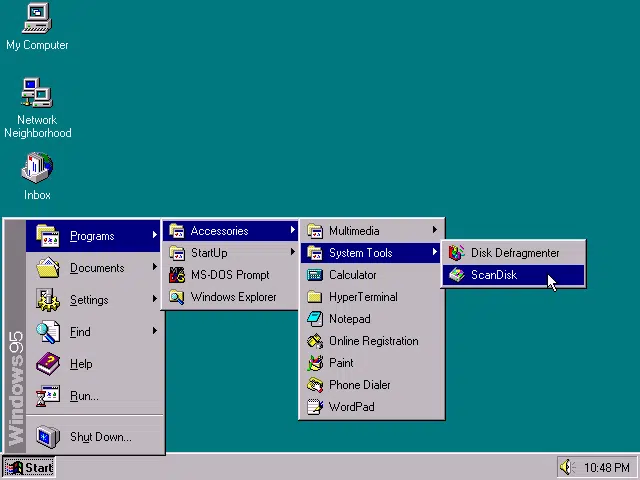 My Computer
Network
Neighborhood
Inbox
Programs
Documents
Settings
Find
Help
Run...
Shut Down...
Windows95
Accessories
StartUp
MS-DOS Prompt
Windows Explorer
Multimedia
System Tools
Calculator
HyperTerminal
Notepad
Online Registration
Paint
Phone Dialer
WordPad
Disk Defragmenter
ScanDisk
Start
10:48 PM